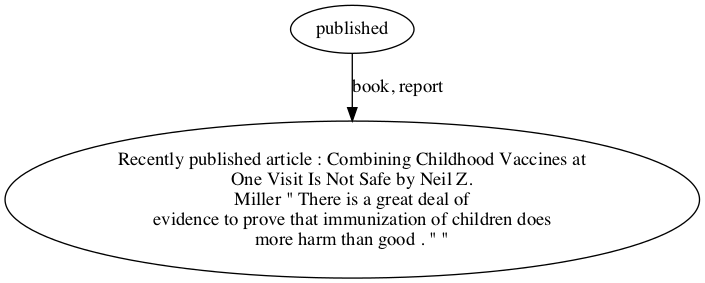 published
book, report
Recently published article : Combining Childhood Vaccines at
One Visit Is Not Safe by Neil Z.
Miller " There is a great deal of
evidence to prove that immunization of children does
more harm than good . " "